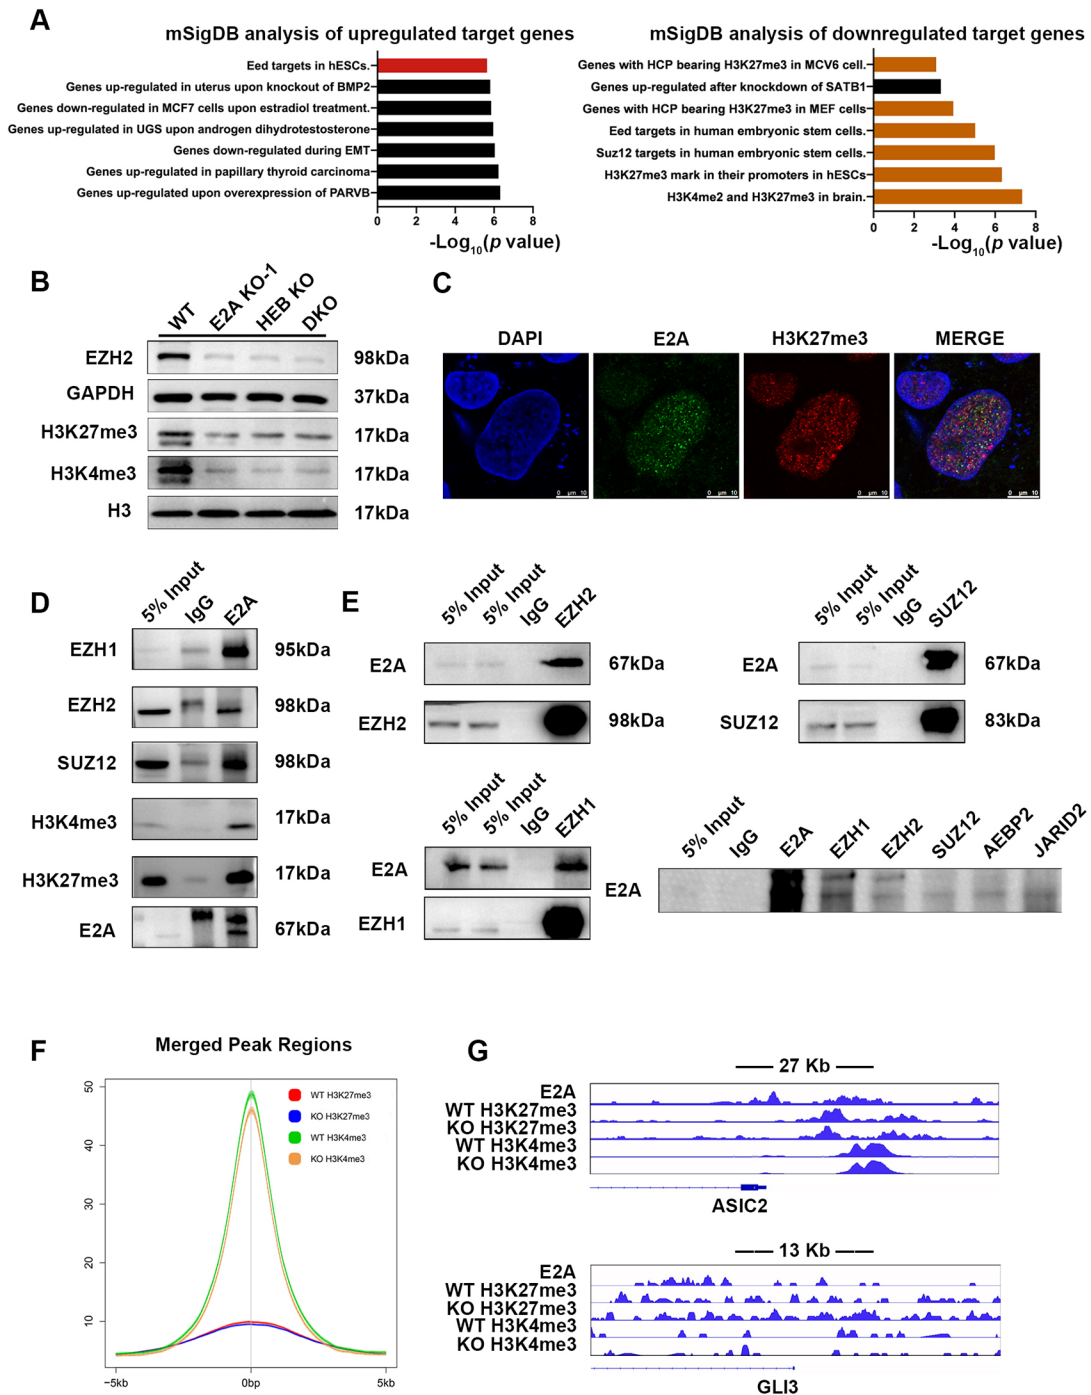 A
mSigDB analysis of upregulated target genes
Eed targets in hESCs.
Genes up-regulated in uterus upon knockout of BMP2
Genes down-regulated in MCF7 cells upon estradiol treatment.
Genes up-regulated in UGS upon androgen dihydrotestosterone
Genes down-regulated during EMT
Genes up-regulated in papillary thyroid carcinoma
Genes up-regulated upon overexpression of PARVB
0 2 4 6 8
-Log10(p value)
mSigDB analysis of downregulated target genes
Genes with HCP bearing H3K27me3 in MCV6 cell.
Genes up-regulated after knockdown of SATB1
Genes with HCP bearing H3K27me3 in MEF cells
Eed targets in human embryonic stem cells.
Suz12 targets in human embryonic stem cells.
H3K27me3 mark in their promoters in hESCs
H3K4me2 and H3K27me3 in brain.
0 2 4 6 8
-Log10(p value)
B
WT E2A KO-1 HEB KO DKO
EZH2 98kDa
GAPDH 37kDa
H3K27me3 17kDa
H3K4me3 17kDa
H3 17kDa
C
DAPI E2A H3K27me3 MERGE
0 µm 10 0 µm 10 0 µm 10 0 µm 10
D
5% Input IgG E2A
EZH1 95kDa
EZH2 98kDa
SUZ12 98kDa
H3K4me3 17kDa
H3K27me3 17kDa
E2A 67kDa
E
5% Input 5% Input IgG EZH2
E2A 67kDa
EZH2 98kDa
5% Input 5% Input IgG SUZ12
E2A 67kDa
SUZ12 83kDa
5% Input 5% Input IgG EZH1
E2A
EZH1
5% Input IgG E2A EZH1 EZH2 SUZ12 AEBP2 JARID2
E2A
F
Merged Peak Regions
50
40
30
20
10
WT H3K27me3
KO H3K27me3
WT H3K4me3
KO H3K4me3
−5kb 0bp 5kb
G
27 Kb
E2A
WT H3K27me3
KO H3K27me3
WT H3K4me3
KO H3K4me3
ASIC2
13 Kb
E2A
WT H3K27me3
KO H3K27me3
WT H3K4me3
KO H3K4me3
GLI3